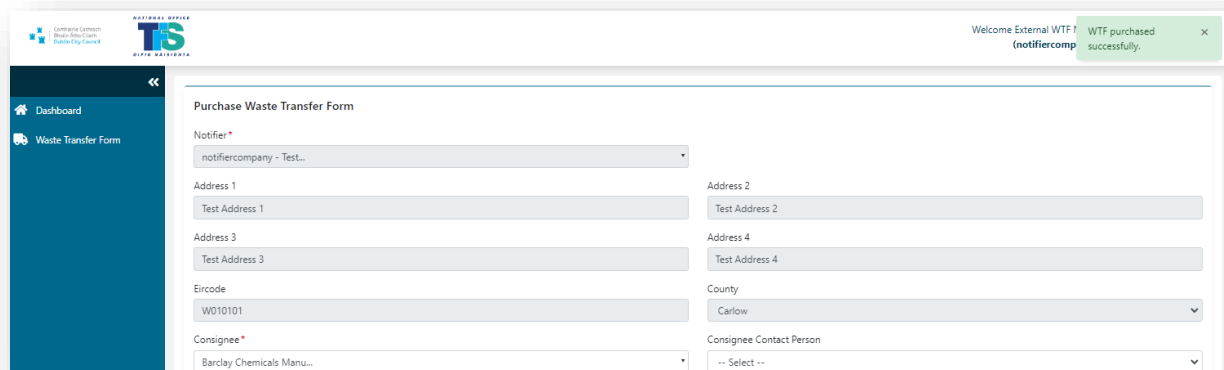 Comhairle Cathrach
Bhaile Átha Cliath
Dublin City Council
NATIONAL OFFICE
TFS
OIFIG NÁISIÚNTA
Welcome External WTF
(notifiercomp
WTF purchased
successfully.
×
«
Dashboard
Waste Transfer Form
Purchase Waste Transfer Form
Notifier*
notifiercompany - Test...
Address 1
Address 2
Test Address 1
Test Address 2
Address 3
Address 4
Test Address 3
Test Address 4
Eircode
County
W010101
Carlow
Consignee*
Consignee Contact Person
Barclay Chemicals Manu...
-- Select --